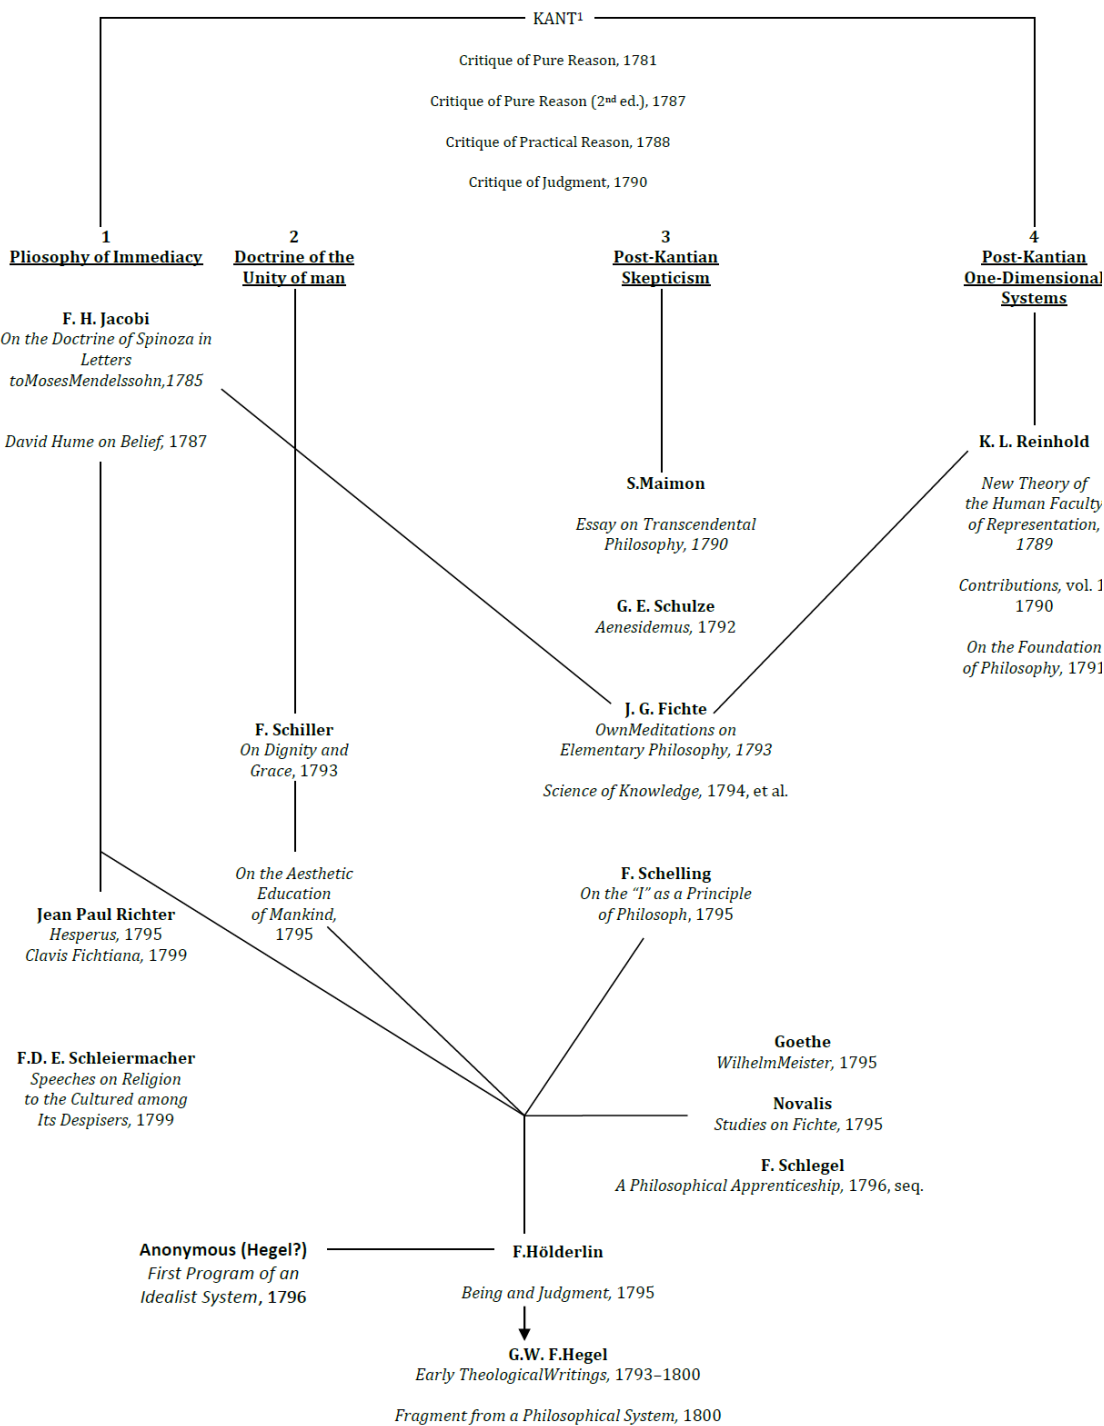 KANT¹
Critique of Pure Reason, 1781
Critique of Pure Reason (2ⁿᵈ ed.), 1787
Critique of Practical Reason, 1788
Critique of Judgment, 1790
1
Pliosophy of Immediacy
2
Doctrine of the
Unity of man
3
Post-Kantian
Skepticism
4
Post-Kantian
One-Dimensional
Systems
F. H. Jacobi
On the Doctrine of Spinoza in
Letters
toMosesMendelssohn,1785
David Hume on Belief, 1787
K. L. Reinhold
New Theory of
the Human Faculty
of Representation,
1789
Contributions, vol. 1
1790
On the Foundation
of Philosophy, 1791
S.Maimon
Essay on Transcendental
Philosophy, 1790
G. E. Schulze
Aenesidemus, 1792
J. G. Fichte
OwnMeditations on
Elementary Philosophy, 1793
Science of Knowledge, 1794, et al.
F. Schiller
On Dignity and
Grace, 1793
On the Aesthetic
Education
of Mankind,
1795
F. Schelling
On the “I” as a Principle
of Philosoph, 1795
Jean Paul Richter
Hesperus, 1795
Clavis Fichtiana, 1799
F.D. E. Schleiermacher
Speeches on Religion
to the Cultured among
Its Despisers, 1799
Goethe
WilhelmMeister, 1795
Novalis
Studies on Fichte, 1795
F. Schlegel
A Philosophical Apprenticeship, 1796, seq.
Anonymous (Hegel?)
First Program of an
Idealist System, 1796
F.Hölderlin
Being and Judgment, 1795
G.W. F.Hegel
Early TheologicalWritings, 1793–1800
Fragment from a Philosophical System, 1800